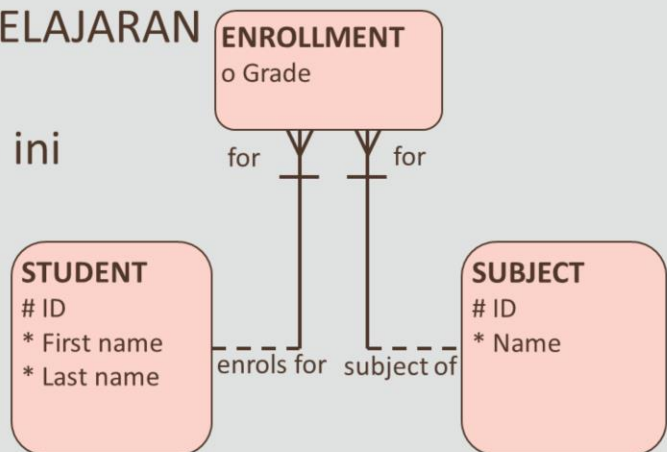 ELAJARAN
ini
ENROLLMENT
o Grade
for
for
STUDENT
# ID
* First name
* Last name
enrols for
subject of
SUBJECT
# ID
* Name